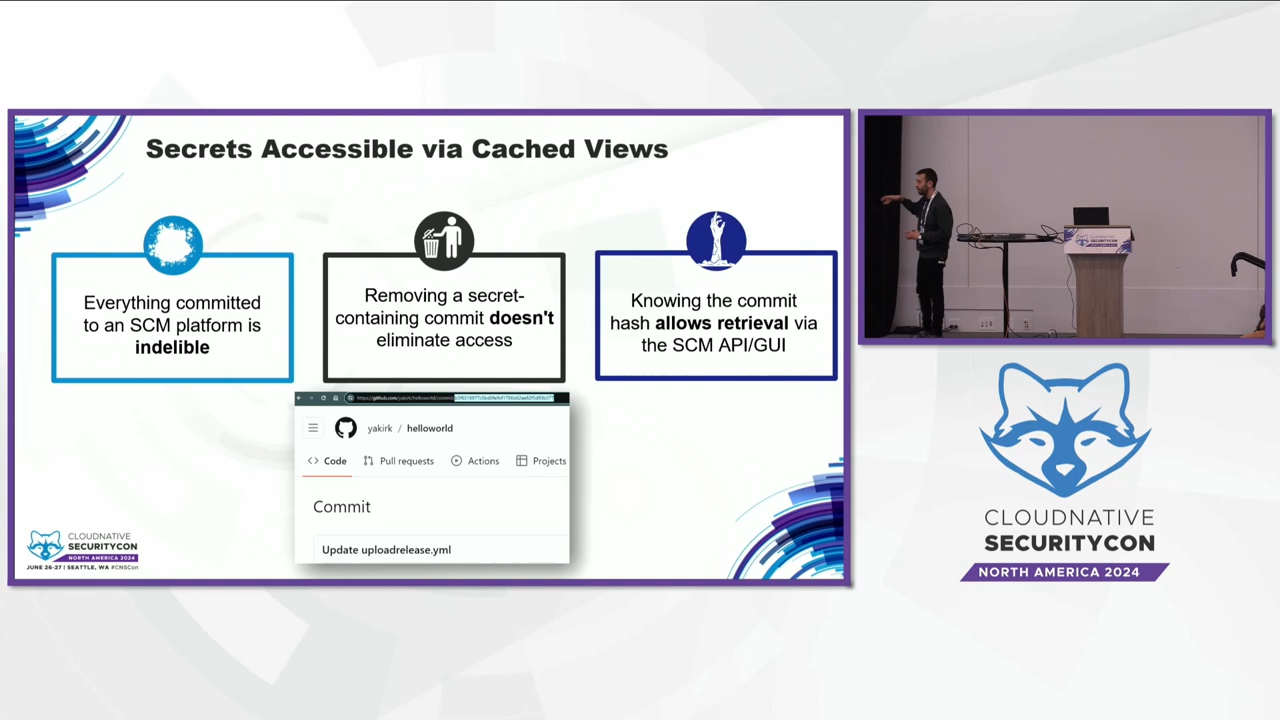 Secrets Accessible via Cached Views
Everything committed
to an SCM platform is
indelible
Removing a secret-
containing commit doesn't
eliminate access
Knowing the commit
hash allows retrieval via
the SCM API/GUI
yakirk / helloworld
Code Pull requests Actions Projects
Commit
Update uploadrelease.yml
CLOUDNATIVE
SECURITYCON
NORTH AMERICA 2024
JUNE 26-27 | SEATTLE, WA #CNSCon
CLOUDNATIVE
SECURITYCON
CLOUDNATIVE
SECURITYCON
NORTH AMERICA 2024